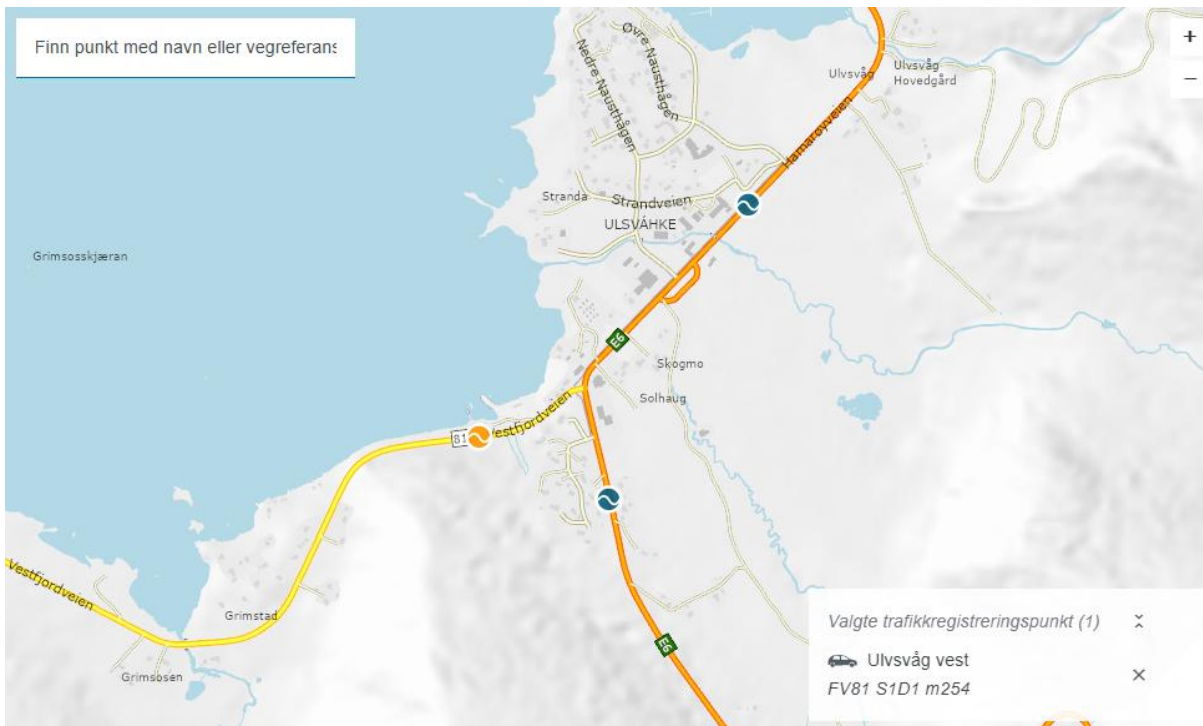 Finn punkt med navn eller vegreferans
+
−
Øvre Nausthågen
Nedre Nausthågen
Ulvsvåg
Ulvsvåg
Hovedgård
Hamarøyveien
Stranda
Strandveien
ULSVÁHKE
Grimsosskjæran
E6
Skogmo
Solhaug
81
Vestfjordveien
Vestfjordveien
Grimstad
Grimsosen
E6
Valgte trafikkregistreringspunkt (1)
Ulvsvåg vest
FV81 S1D1 m254